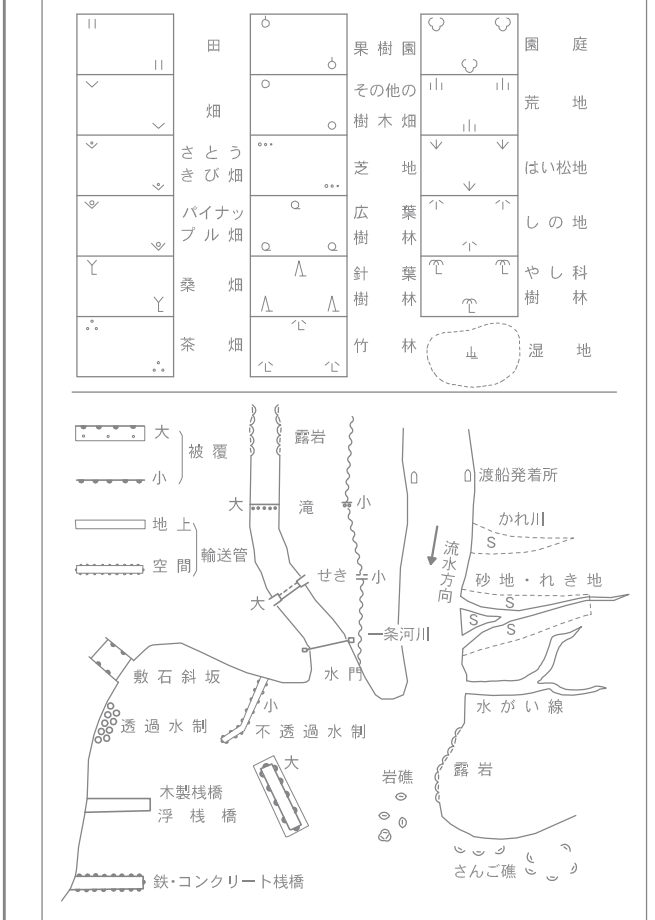 田
畑
さとう
きび畑
パイナッ
プル畑
桑畑
茶畑
果樹園
その他の
樹木畑
芝地
広葉
樹林
針葉
樹林
竹林
園庭
荒地
はい松地
しの地
やし科
樹林
湿地
大
被覆
小
地上
輸送管
空間
露岩
大
滝
小
せき
小
大
一条河川
水門
流水方向
渡船発着所
かれ川
S
砂地・れき地
S
S
S
水がい線
敷石斜坂
透過水制
小
不透過水制
大
木製桟橋
浮桟橋
鉄・コンクリート桟橋
岩礁
露岩
さんご礁